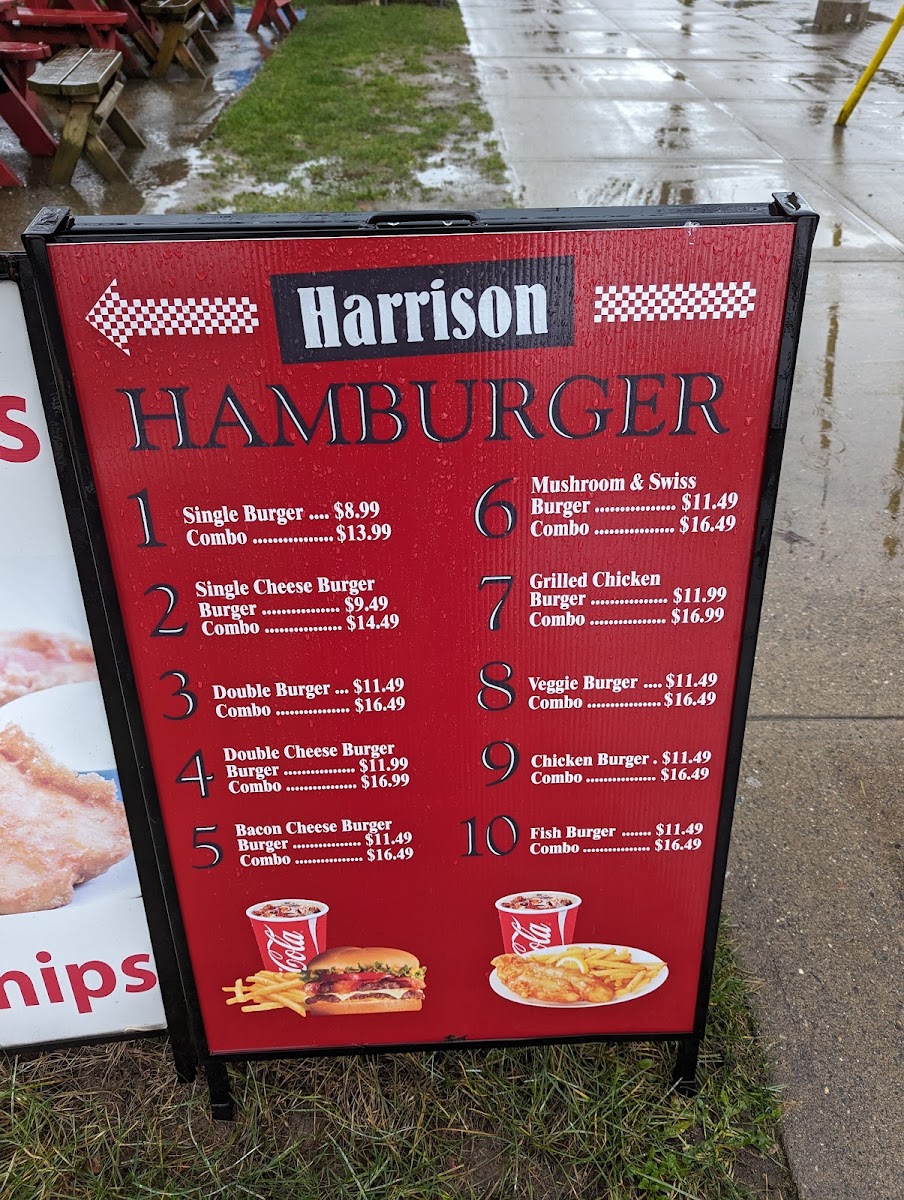 Harrison
HAMBURGER
1
Single Burger .... $8.99
Combo ................ $13.99
2
Single Cheese Burger
Burger ................ $9.49
Combo ................ $14.49
3
Double Burger ... $11.49
Combo ............... $16.49
4
Double Cheese Burger
Burger ............... $11.99
Combo ............... $16.99
5
Bacon Cheese Burger
Burger ............... $11.49
Combo ............... $16.49
6
Mushroom & Swiss
Burger ................ $11.49
Combo ................ $16.49
7
Grilled Chicken
Burger ................ $11.99
Combo ................ $16.99
8
Veggie Burger .... $11.49
Combo ................ $16.49
9
Chicken Burger . $11.49
Combo ............... $16.49
10
Fish Burger ....... $11.49
Combo ............... $16.49
Cola
Cola
s
nips